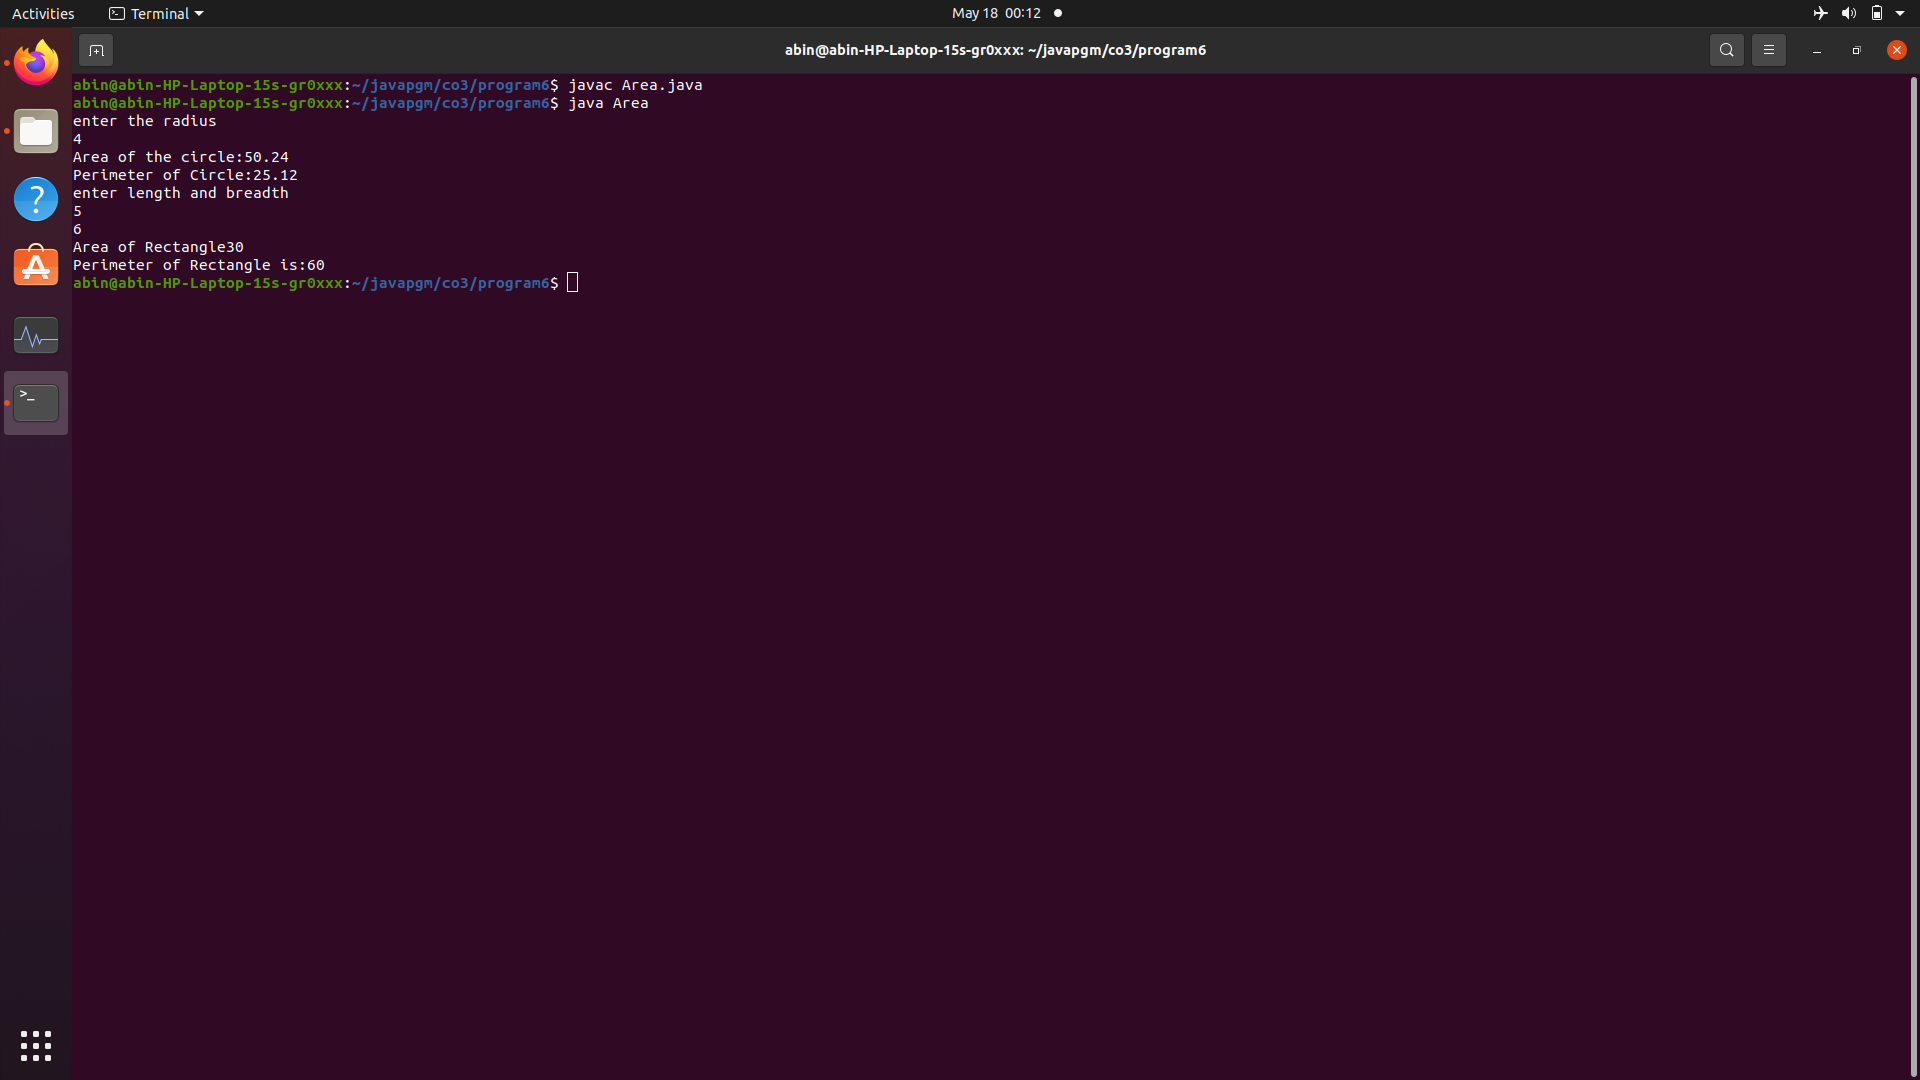 Activities
Terminal
May 18 00:12
abin@abin-HP-Laptop-15s-gr0xxx: ~/javapgm/co3/program6
abin@abin-HP-Laptop-15s-gr0xxx:~/javapgm/co3/program6$ javac Area.java
abin@abin-HP-Laptop-15s-gr0xxx:~/javapgm/co3/program6$ java Area
enter the radius
4
Area of the circle:50.24
Perimeter of Circle:25.12
enter length and breadth
5
6
Area of Rectangle30
Perimeter of Rectangle is:60
abin@abin-HP-Laptop-15s-gr0xxx:~/javapgm/co3/program6$